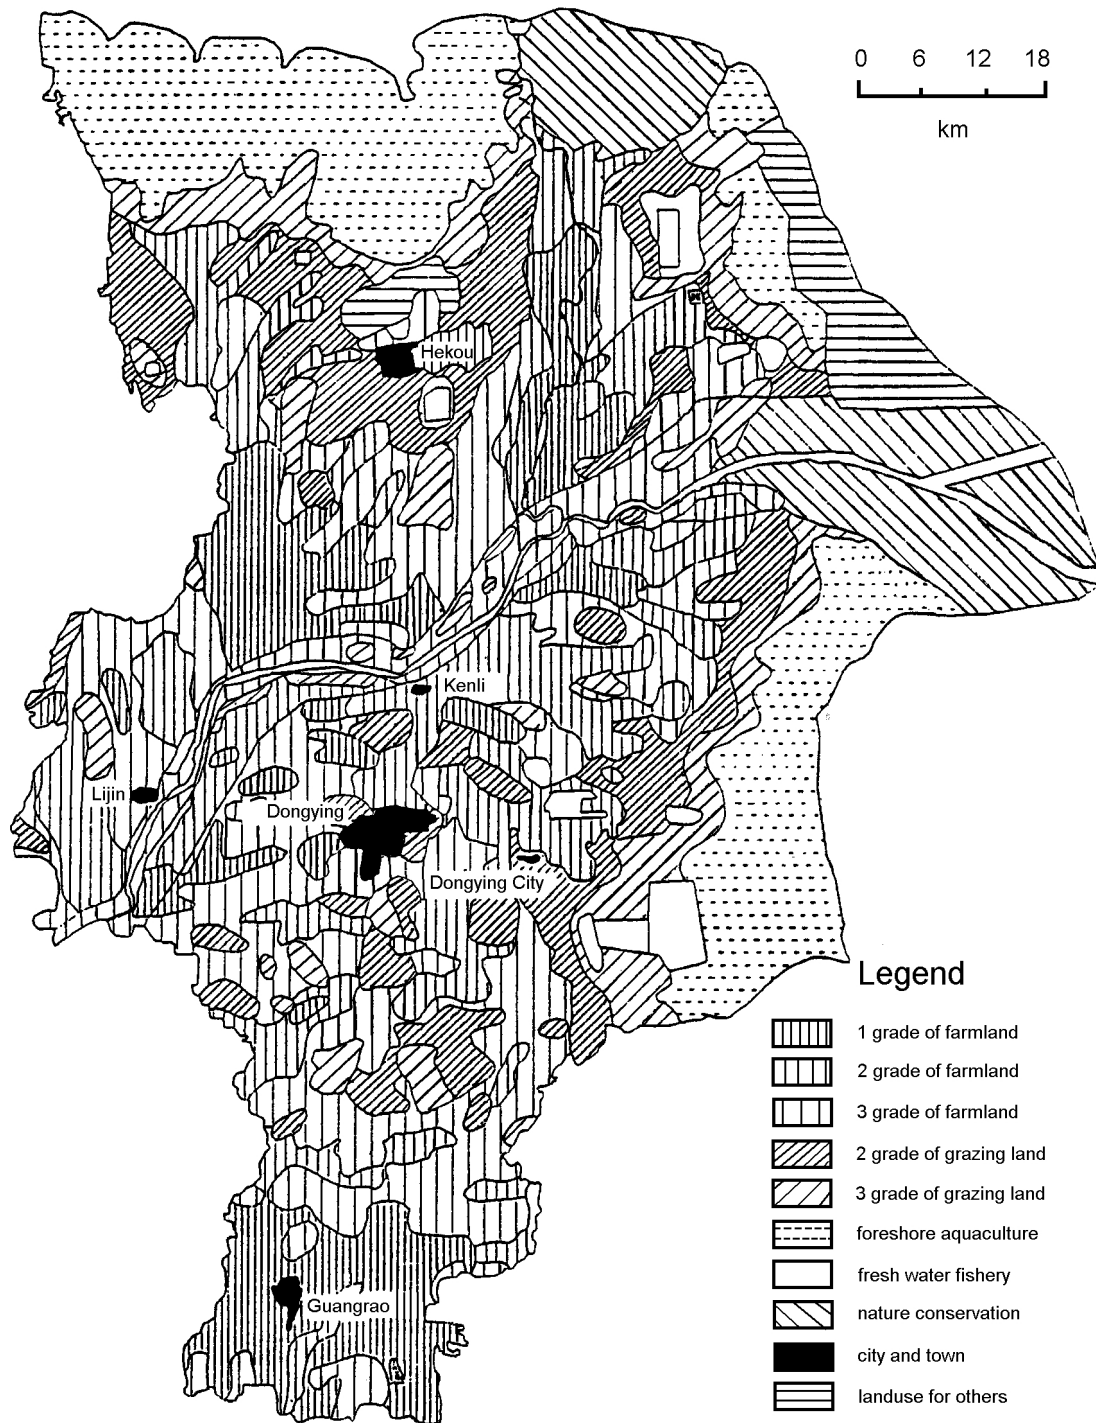 0 6 12 18
km
Hekou
Kenli
Lijin
Dongying
Dongying City
Guangrao
Legend
1 grade of farmland
2 grade of farmland
3 grade of farmland
2 grade of grazing land
3 grade of grazing land
foreshore aquaculture
fresh water fishery
nature conservation
city and town
landuse for others